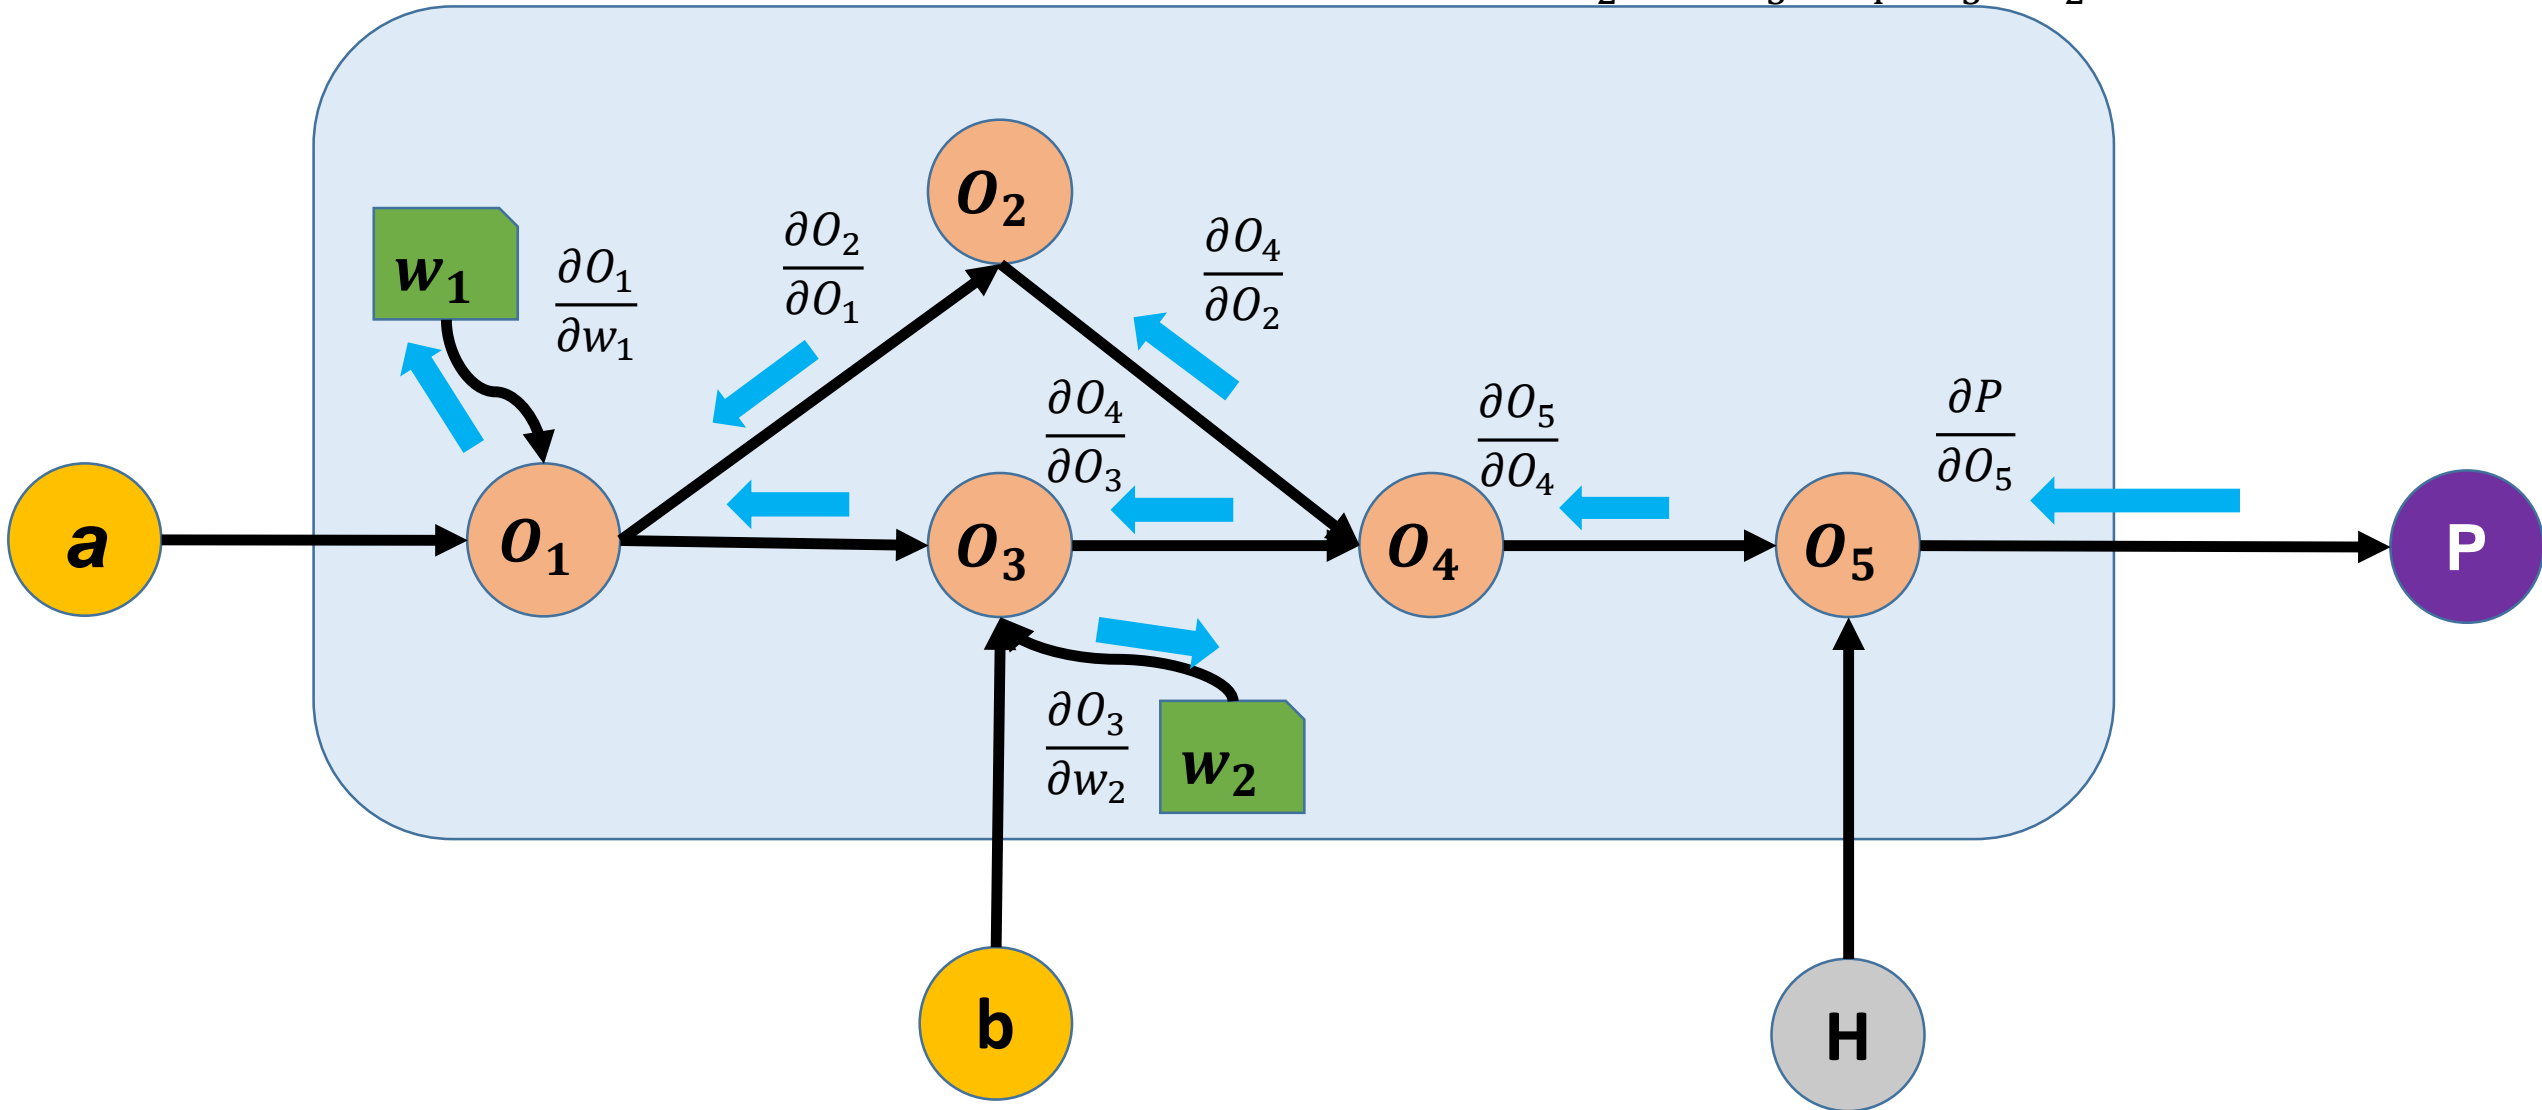 O₂
w₁
∂O₁
∂w₁
∂O₂
∂O₁
∂O₄
∂O₂
∂O₄
∂O₃
∂O₅
∂O₄
∂P
∂O₅
a
O₁
O₃
O₄
O₅
P
∂O₃
∂w₂
w₂
b
H